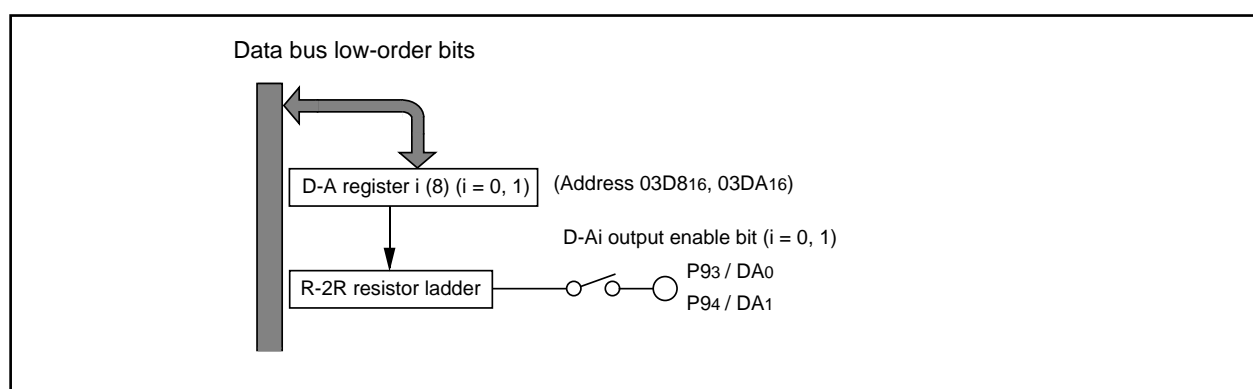 Data bus low-order bits
D-A register i (8) (i = 0, 1)
(Address 03D816, 03DA16)
D-Ai output enable bit (i = 0, 1)
R-2R resistor ladder
P93 / DA0
P94 / DA1